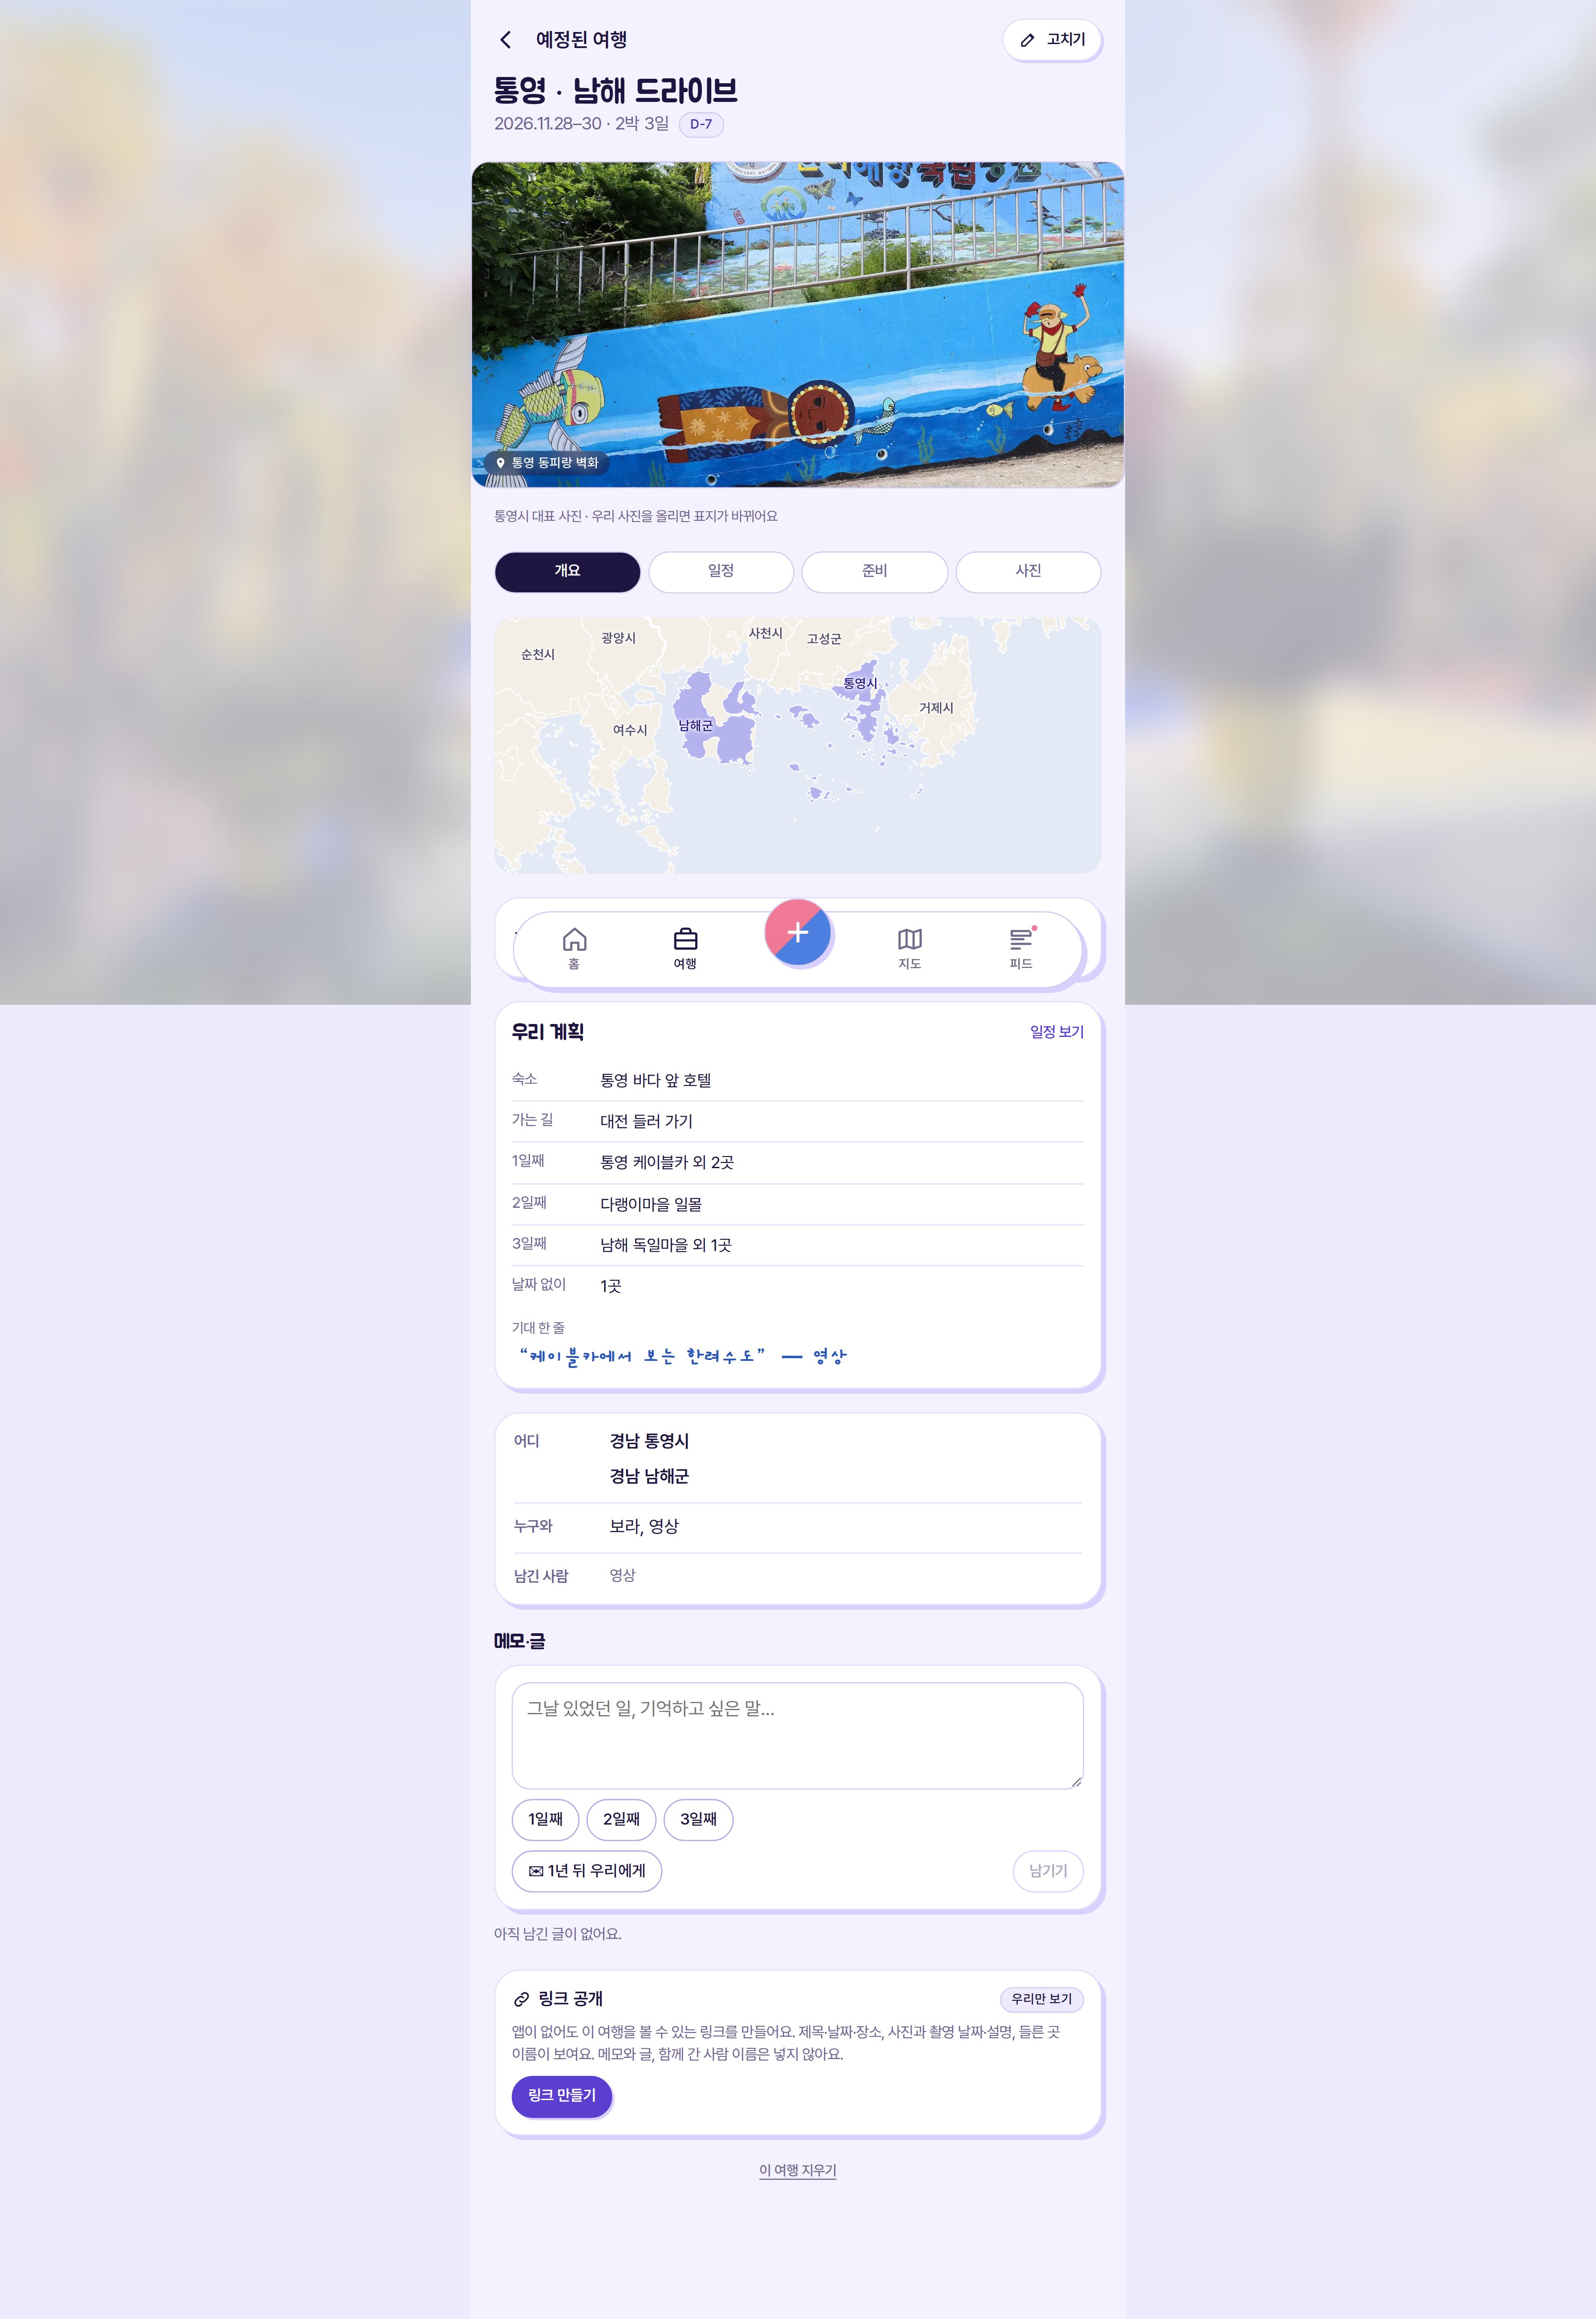 예정된 여행
고치기
통영 · 남해 드라이브
2026.11.28–30 · 2박 3일 D-7
통영 동피랑 벽화
통영시 대표 사진 · 우리 사진을 올리면 표지가 바뀌어요
개요 일정 준비 사진
순천시
광양시
사천시
고성군
통영시
거제시
여수시
남해군
홈 여행 지도 피드
우리 계획 일정 보기
숙소 통영 바다 앞 호텔
가는 길 대전 들러 가기
1일째 통영 케이블카 외 2곳
2일째 다랭이마을 일몰
3일째 남해 독일마을 외 1곳
날짜 없이 1곳
기대 한 줄
“케이블카에서 보는 한려수도” — 영상
어디 경남 통영시
경남 남해군
누구와 보라, 영상
남긴 사람 영상
메모·글
그날 있었던 일, 기억하고 싶은 말...
1일째 2일째 3일째
✉ 1년 뒤 우리에게 남기기
아직 남긴 글이 없어요.
링크 공개 우리만 보기
앱이 없어도 이 여행을 볼 수 있는 링크를 만들어요. 제목·날짜·장소, 사진과 촬영 날짜·설명, 들른 곳
이름이 보여요. 메모와 글, 함께 간 사람 이름은 넣지 않아요.
링크 만들기
이 여행 지우기